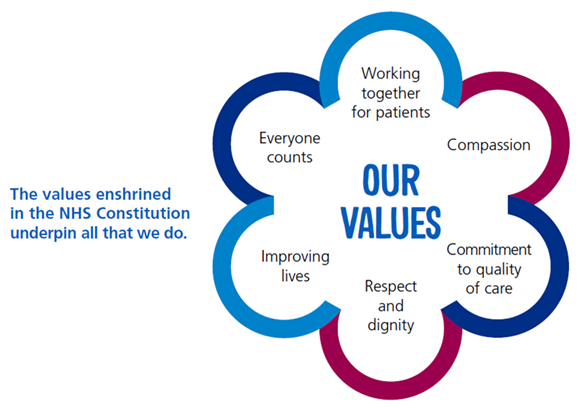 The values enshrined
in the NHS Constitution
underpin all that we do.
OUR
VALUES
Working
together
for patients
Compassion
Commitment
to quality
of care
Respect
and
dignity
Improving
lives
Everyone
counts